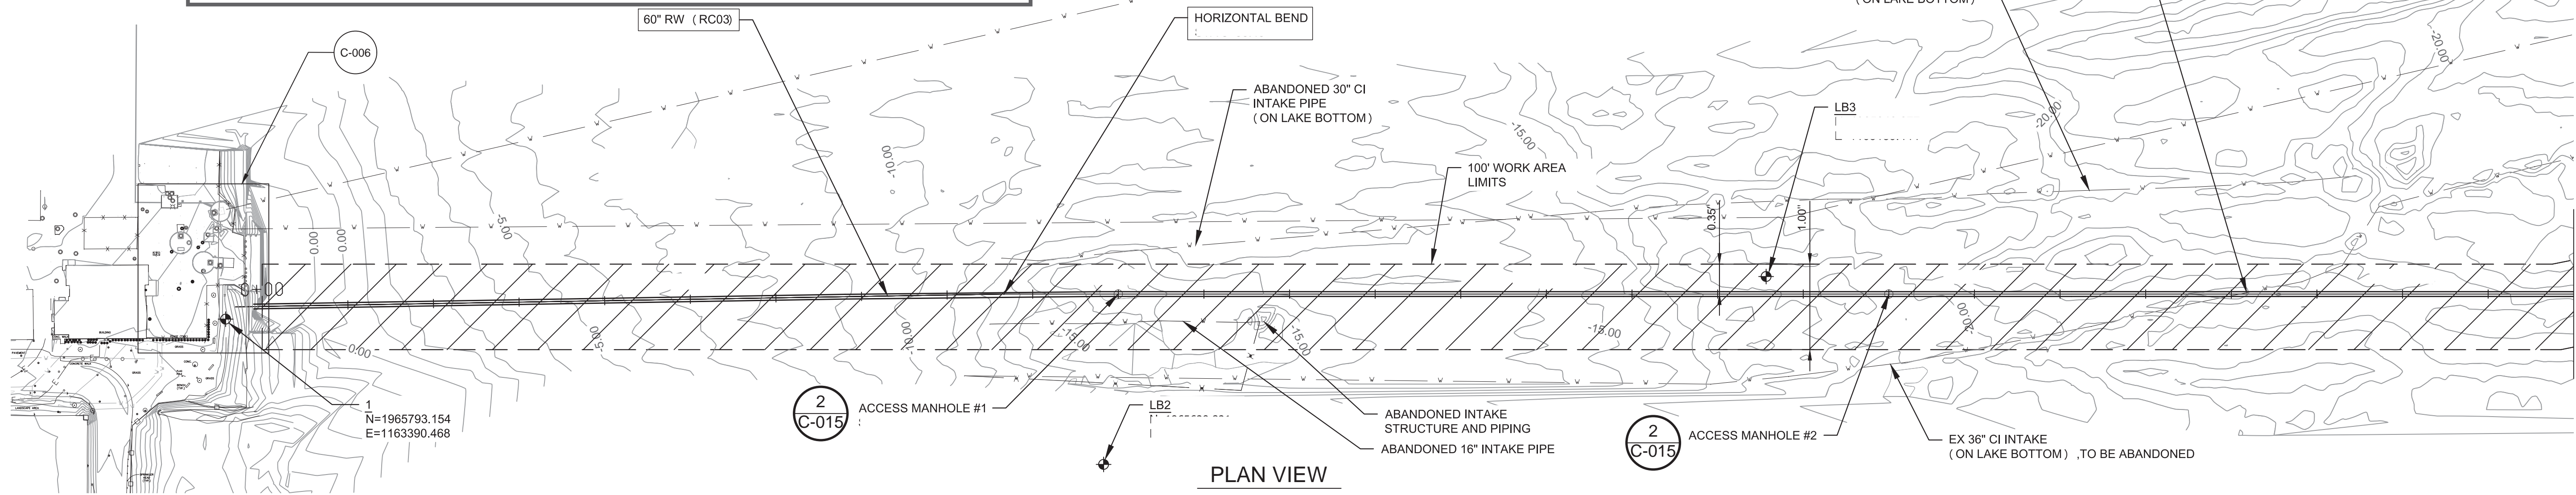 60" RW (RC03)
HORIZONTAL BEND
(ON LAKE BOTTOM)
C-006
ABANDONED 30" CI
INTAKE PIPE
(ON LAKE BOTTOM)
LB3
100' WORK AREA
LIMITS
-20.00
-20.00
-15.00
-10.00
-5.00
0.00
0.00
0.35"
1.00"
0+00
0.00
-5.00
-10.00
-15.00
-15.00
-15.00
-20.00
1
N=1965793.154
E=1163390.468
2
C-015
ACCESS MANHOLE #1
LB2
ABANDONED INTAKE
STRUCTURE AND PIPING
ABANDONED 16" INTAKE PIPE
2
C-015
ACCESS MANHOLE #2
EX 36" CI INTAKE
(ON LAKE BOTTOM) ,TO BE ABANDONED
PLAN VIEW